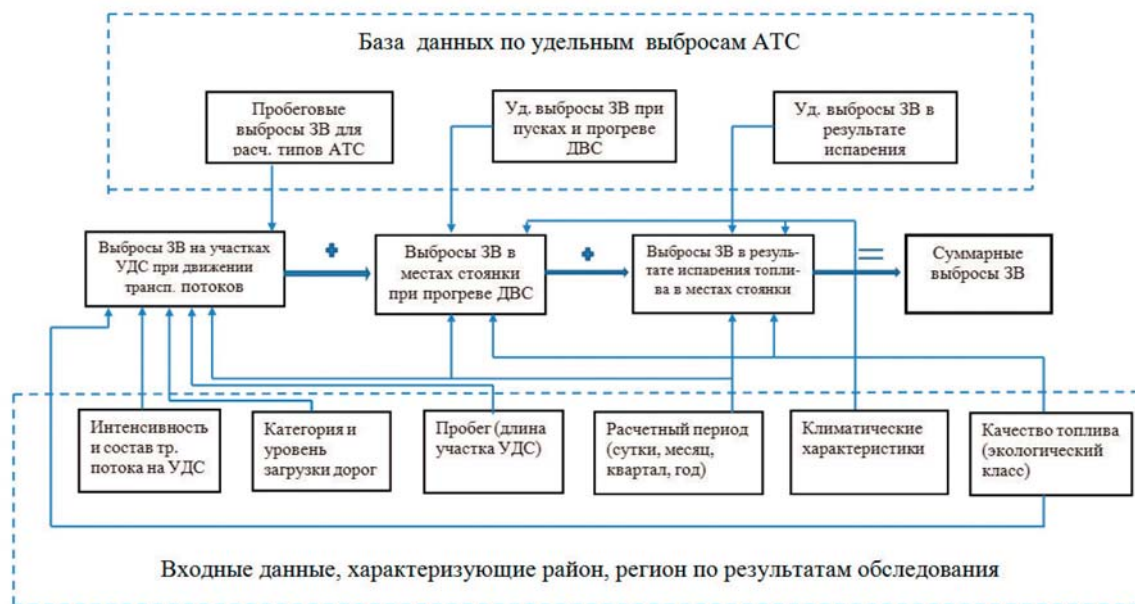 База данных по удельным выбросам АТС
Пробеговые
выбросы ЗВ для
расч. типов АТС
Уд. выбросы ЗВ при
пусках и прогреве
ДВС
Уд. выбросы ЗВ в
результате
испарения
Выбросы ЗВ на участках
УДС при движении
трансп. потоков
+
Выбросы ЗВ в
местах стоянки
при прогреве ДВС
+
Выбросы ЗВ в резуль-
тате испарения топли-
ва в местах стоянки
=
Суммарные
выбросы ЗВ
Интенсивность
и состав тр.
потока на УДС
Категория и
уровень
загрузки дорог
Пробег (длина
участка УДС)
Расчетный период
(сутки, месяц,
квартал, год)
Климатические
характеристики
Качество топлива
(экологический
класс)
Входные данные, характеризующие район, регион по результатам обследования